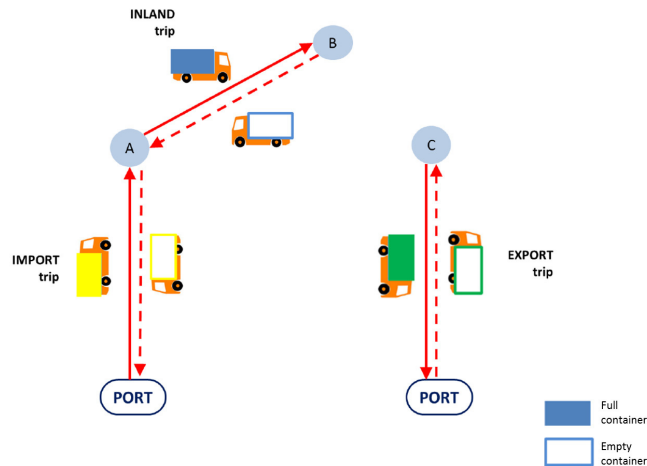 INLAND
trip
B
A
C
IMPORT
trip
EXPORT
trip
PORT
PORT
Full
container
Empty
container